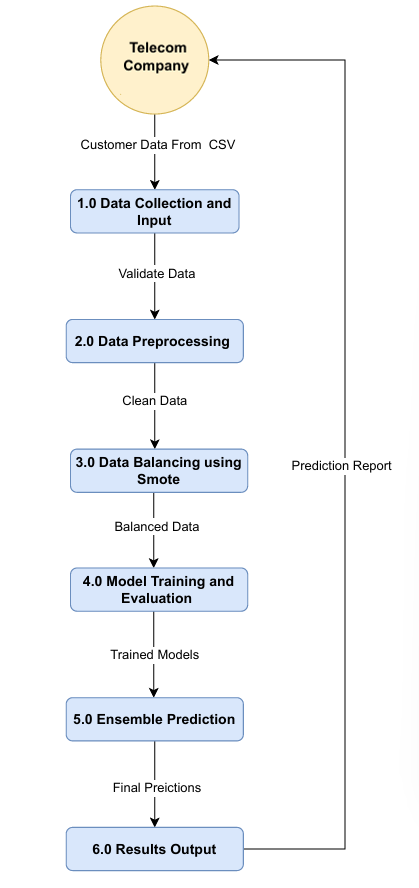 Telecom
Company
Customer Data From CSV
1.0 Data Collection and
Input
Validate Data
2.0 Data Preprocessing
Clean Data
3.0 Data Balancing using
Smote
Prediction Report
Balanced Data
4.0 Model Training and
Evaluation
Trained Models
5.0 Ensemble Prediction
Final Preictions
6.0 Results Output